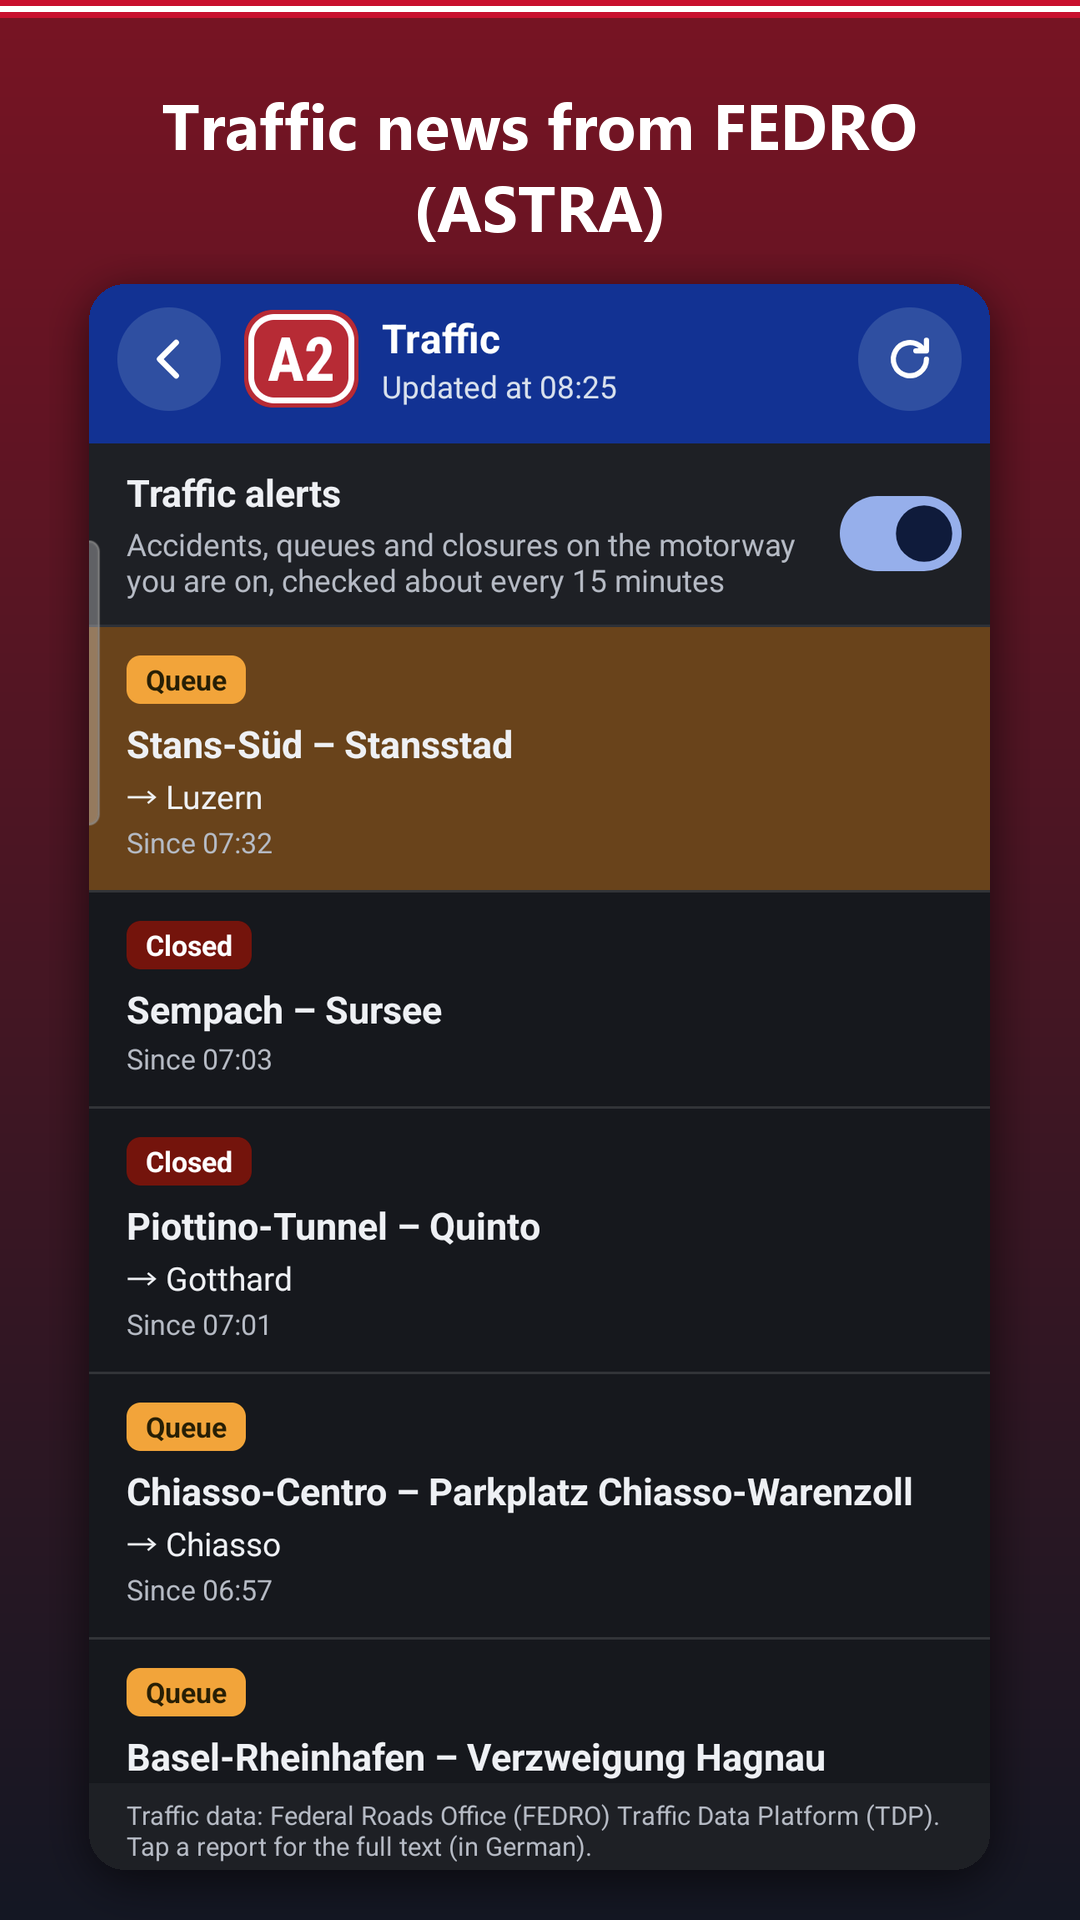 Traffic news from FEDRO
(ASTRA)
A2
Traffic
Updated at 08:25
Traffic alerts
Accidents, queues and closures on the motorway
you are on, checked about every 15 minutes
Queue
Stans-Süd – Stansstad
→ Luzern
Since 07:32
Closed
Sempach – Sursee
Since 07:03
Closed
Piottino-Tunnel – Quinto
→ Gotthard
Since 07:01
Queue
Chiasso-Centro – Parkplatz Chiasso-Warenzoll
→ Chiasso
Since 06:57
Queue
Basel-Rheinhafen – Verzweigung Hagnau
Traffic data: Federal Roads Office (FEDRO) Traffic Data Platform (TDP).
Tap a report for the full text (in German).